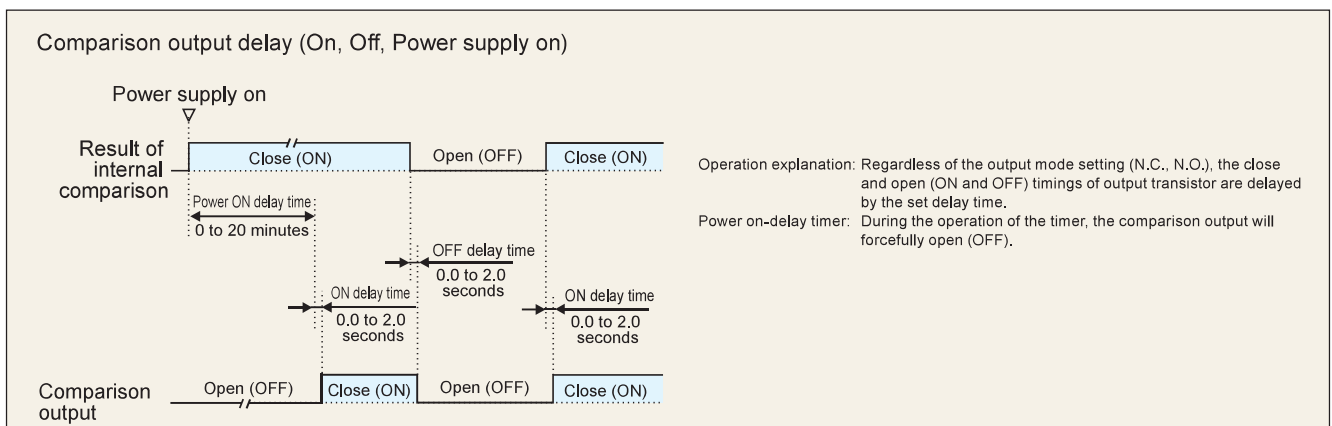 Comparison output delay (On, Off, Power supply on)
Power supply on
Result of
internal
comparison
Close (ON)
Open (OFF)
Close (ON)
Power ON delay time
0 to 20 minutes
OFF delay time
0.0 to 2.0
seconds
ON delay time
0.0 to 2.0
seconds
ON delay time
0.0 to 2.0
seconds
Comparison
output
Open (OFF)
Close (ON)
Open (OFF)
Close (ON)
Operation explanation: Regardless of the output mode setting (N.C., N.O.), the close
and open (ON and OFF) timings of output transistor are delayed
by the set delay time.
Power on-delay timer: During the operation of the timer, the comparison output will
forcefully open (OFF).